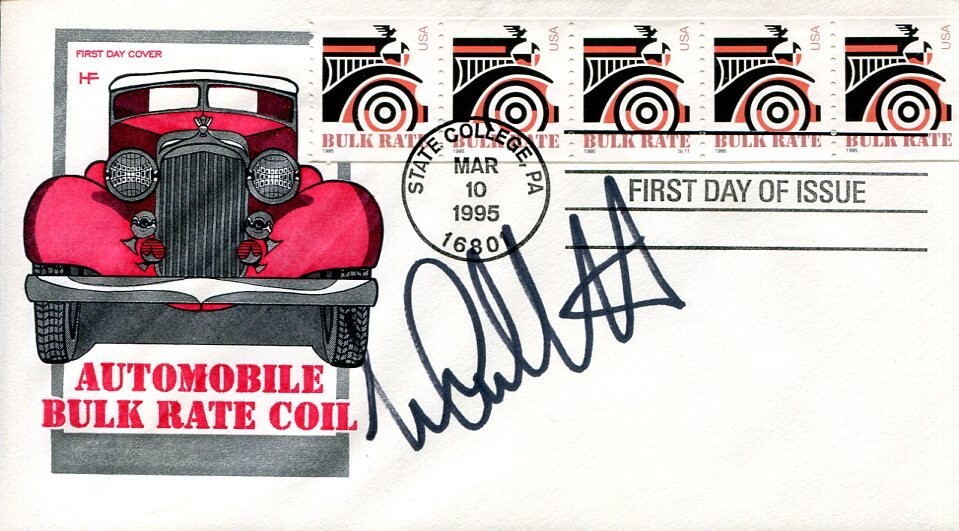 FIRST DAY COVER
HF
USA
BULK RATE
1995
USA
BULK RATE
1995
USA
BULK RATE
1995
USA
BULK RATE
1995
USA
BULK RATE
1995
STATE COLLEGE, PA
MAR
10
1995
16801
FIRST DAY OF ISSUE
AUTOMOBILE
BULK RATE COIL